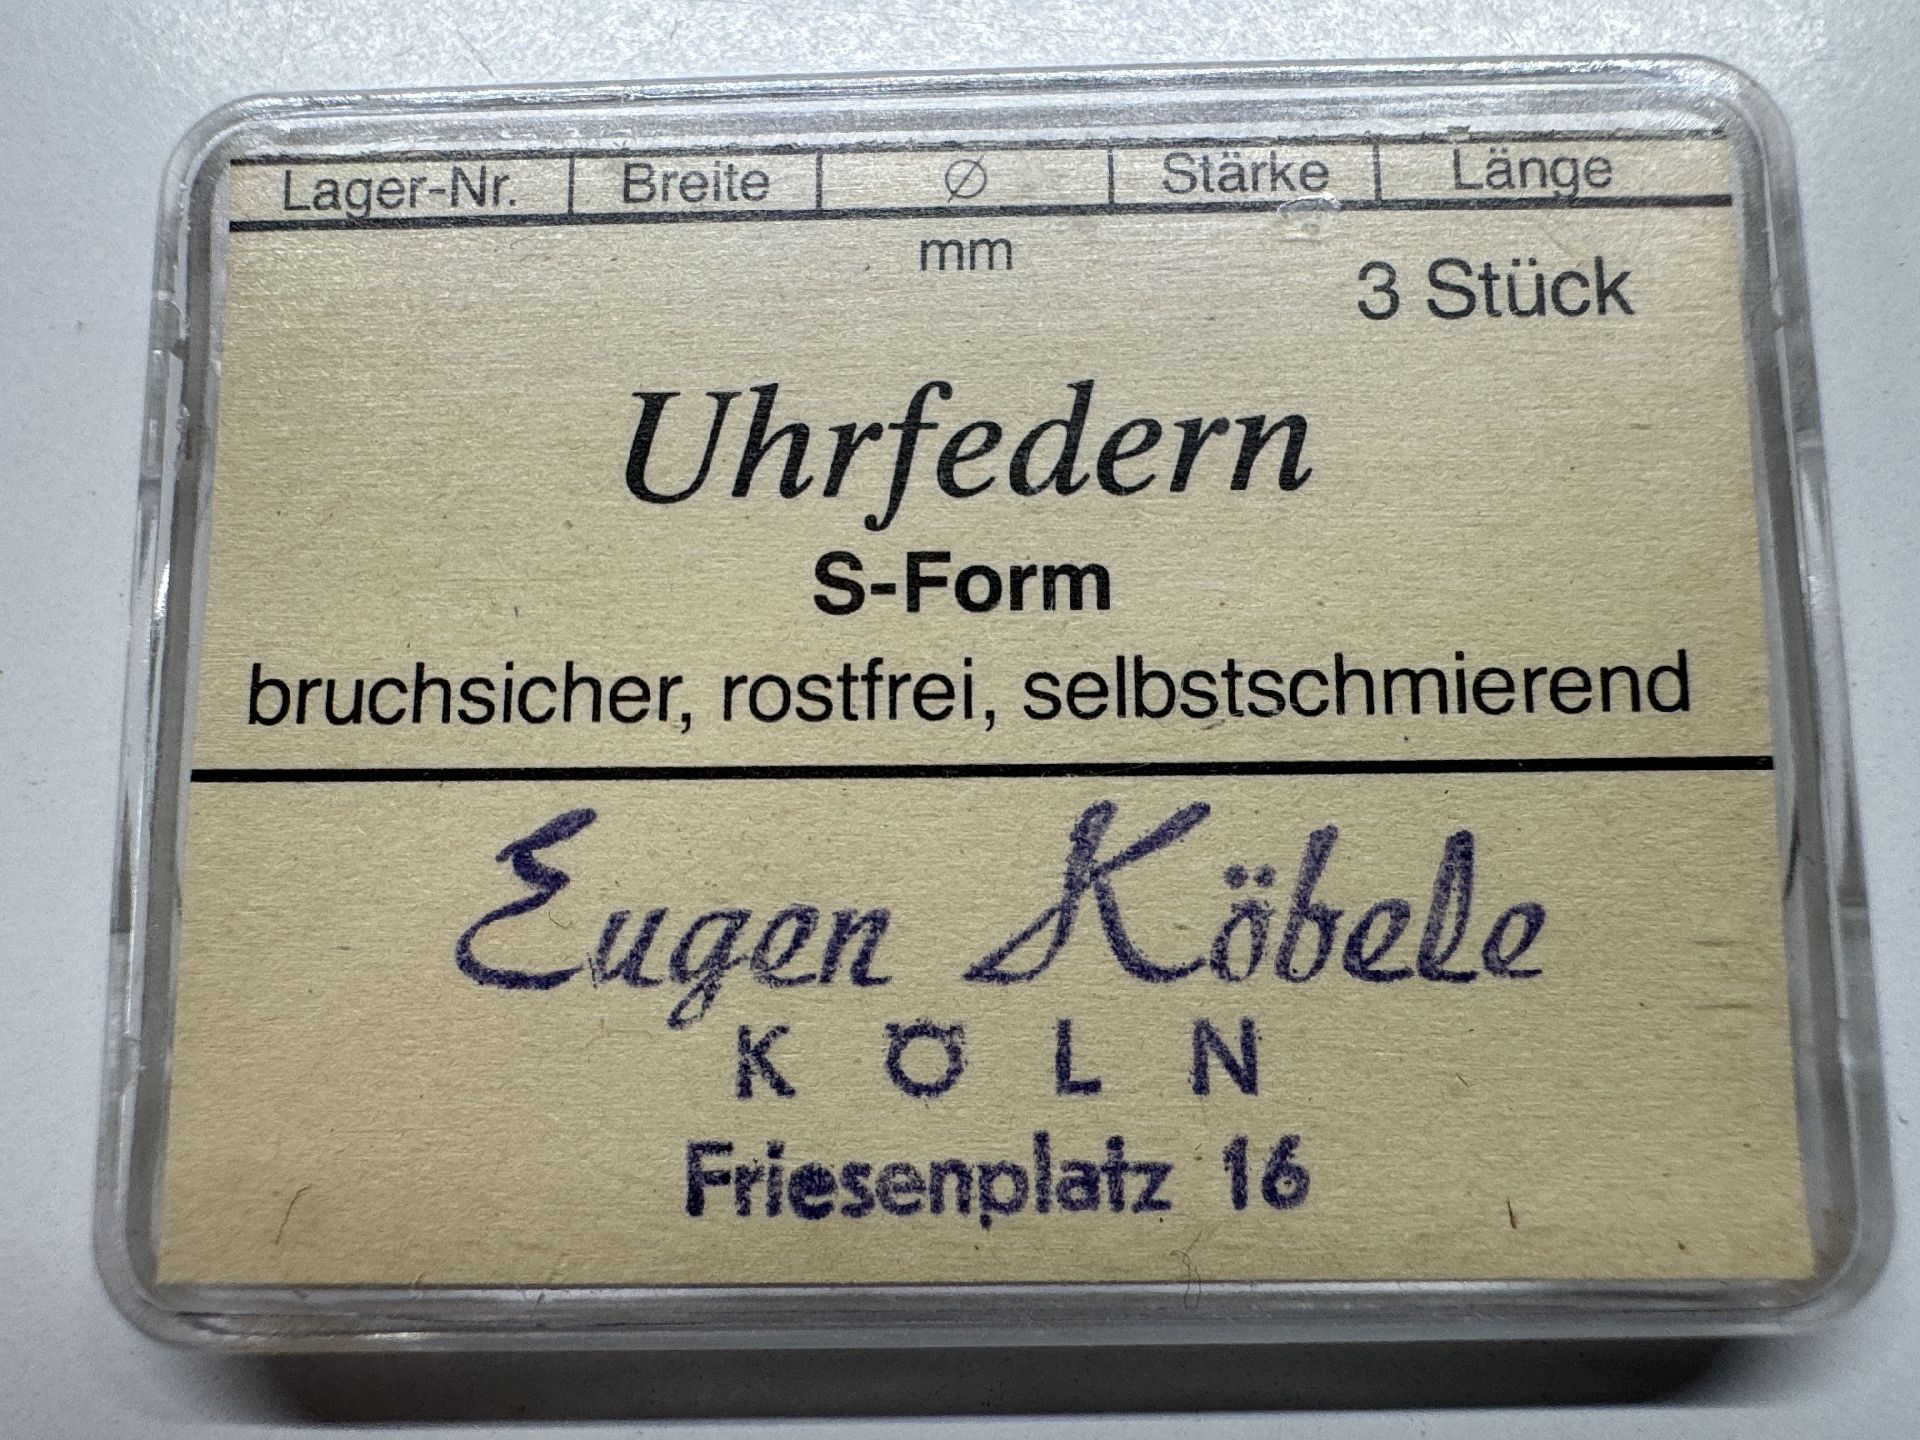 Lager-Nr. | Breite | Ø | Stärke | Länge
mm
3 Stück
Uhrfedern
S-Form
bruchsicher, rostfrei, selbstschmierend
Eugen Köbele
KÖLN
Friesenplatz 16